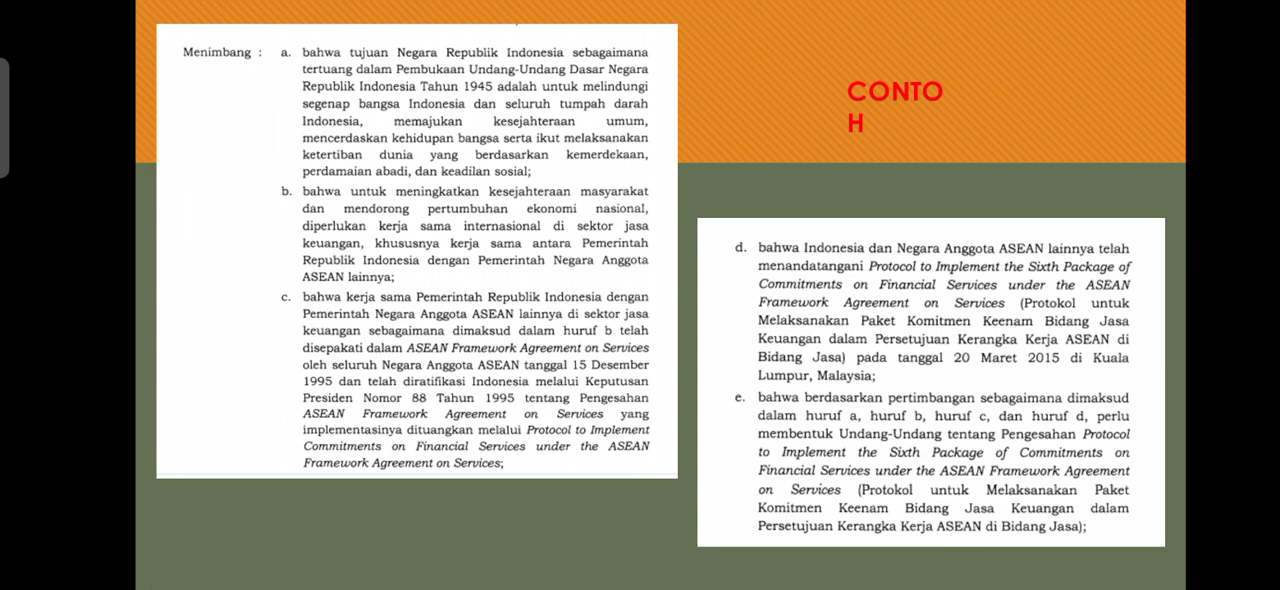 Menimbang : a. bahwa tujuan Negara Republik Indonesia sebagaimana
tertuang dalam Pembukaan Undang-Undang Dasar Negara
Republik Indonesia Tahun 1945 adalah untuk melindungi
segenap bangsa Indonesia dan seluruh tumpah darah
Indonesia, memajukan kesejahteraan umum,
mencerdaskan kehidupan bangsa serta ikut melaksanakan
ketertiban dunia yang berdasarkan kemerdekaan,
perdamaian abadi, dan keadilan sosial;
b. bahwa untuk meningkatkan kesejahteraan masyarakat
dan mendorong pertumbuhan ekonomi nasional,
diperlukan kerja sama internasional di sektor jasa
keuangan, khususnya kerja sama antara Pemerintah
Republik Indonesia dengan Pemerintah Negara Anggota
ASEAN lainnya;
c. bahwa kerja sama Pemerintah Republik Indonesia dengan
Pemerintah Negara Anggota ASEAN lainnya di sektor jasa
keuangan sebagaimana dimaksud dalam huruf b telah
disepakati dalam ASEAN Framework Agreement on Services
oleh seluruh Negara Anggota ASEAN tanggal 15 Desember
1995 dan telah diratifikasi Indonesia melalui Keputusan
Presiden Nomor 88 Tahun 1995 tentang Pengesahan
ASEAN Framework Agreement on Services yang
implementasinya dituangkan melalui Protocol to Implement
Commitments on Financial Services under the ASEAN
Framework Agreement on Services;
CONTO
H
d. bahwa Indonesia dan Negara Anggota ASEAN lainnya telah
menandatangani Protocol to Implement the Sixth Package of
Commitments on Financial Services under the ASEAN
Framework Agreement on Services (Protokol untuk
Melaksanakan Paket Komitmen Keenam Bidang Jasa
Keuangan dalam Persetujuan Kerangka Kerja ASEAN di
Bidang Jasa) pada tanggal 20 Maret 2015 di Kuala
Lumpur, Malaysia;
e. bahwa berdasarkan pertimbangan sebagaimana dimaksud
dalam huruf a, huruf b, huruf c, dan huruf d, perlu
membentuk Undang-Undang tentang Pengesahan Protocol
to Implement the Sixth Package of Commitments on
Financial Services under the ASEAN Framework Agreement
on Services (Protokol untuk Melaksanakan Paket
Komitmen Keenam Bidang Jasa Keuangan dalam
Persetujuan Kerangka Kerja ASEAN di Bidang Jasa);